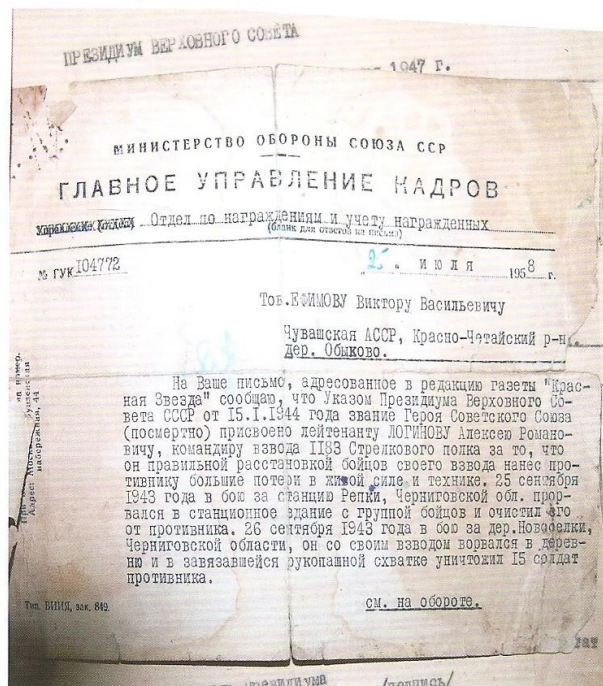 ПРЕЗИДИУМ ВЕРХОВНОГО СОВЕТА
1947 г.
МИНИСТЕРСТВО ОБОРОНЫ СОЮЗА ССР
ГЛАВНОЕ УПРАВЛЕНИЕ КАДРОВ
Отдел по награждениям и учету награжденных
(бланк для ответов на письма)
№ ГУК 104772
"25" июля 1958 г.
Тов.ЕФИМОВУ Виктору Васильевичу
Чувашская АССР, Красно-Четайский р-н,
дер. Обыково.
На Ваше письмо, адресованное в редакцию газеты "Крас-
ная Звезда" сообщаю, что Указом Президиума Верховного Со-
вета СССР от 15.I.1944 года звание Героя Советского Союза
(посмертно) присвоено лейтенанту ЛОГИНОВУ Алексею Романо-
вичу, командиру взвода 1183 Стрелкового полка за то, что
он правильной расстановкой бойцов своего взвода нанес про-
тивнику большие потери в живой силе и технике. 25 сентября
1943 года в бою за станцию Репки, Черниговской обл. прор-
вался в станционное здание с группой бойцов и очистил его
от противника. 26 сентября 1943 года в бою за дер.Новоселки,
Черниговской области, он со своим взводом ворвался в дерев-
ню и в завязавшейся рукопашной схватке уничтожил 15 солдат
противника.
см. на обороте.
Тип. ВИИЯ, зак. 849.
набережная, 44
/подпись/